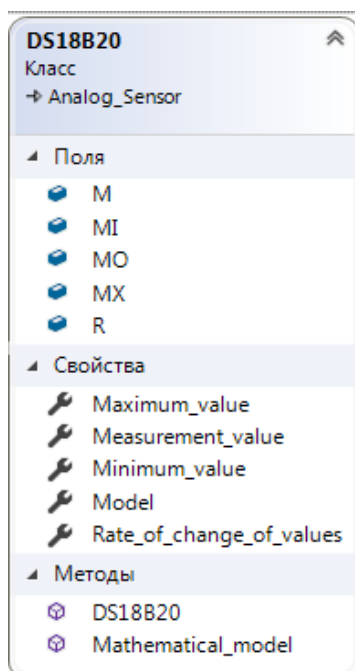 DS18B20
Класс
Analog_Sensor
Поля
M
MI
MO
MX
R
Свойства
Maximum_value
Measurement_value
Minimum_value
Model
Rate_of_change_of_values
Методы
DS18B20
Mathematical_model